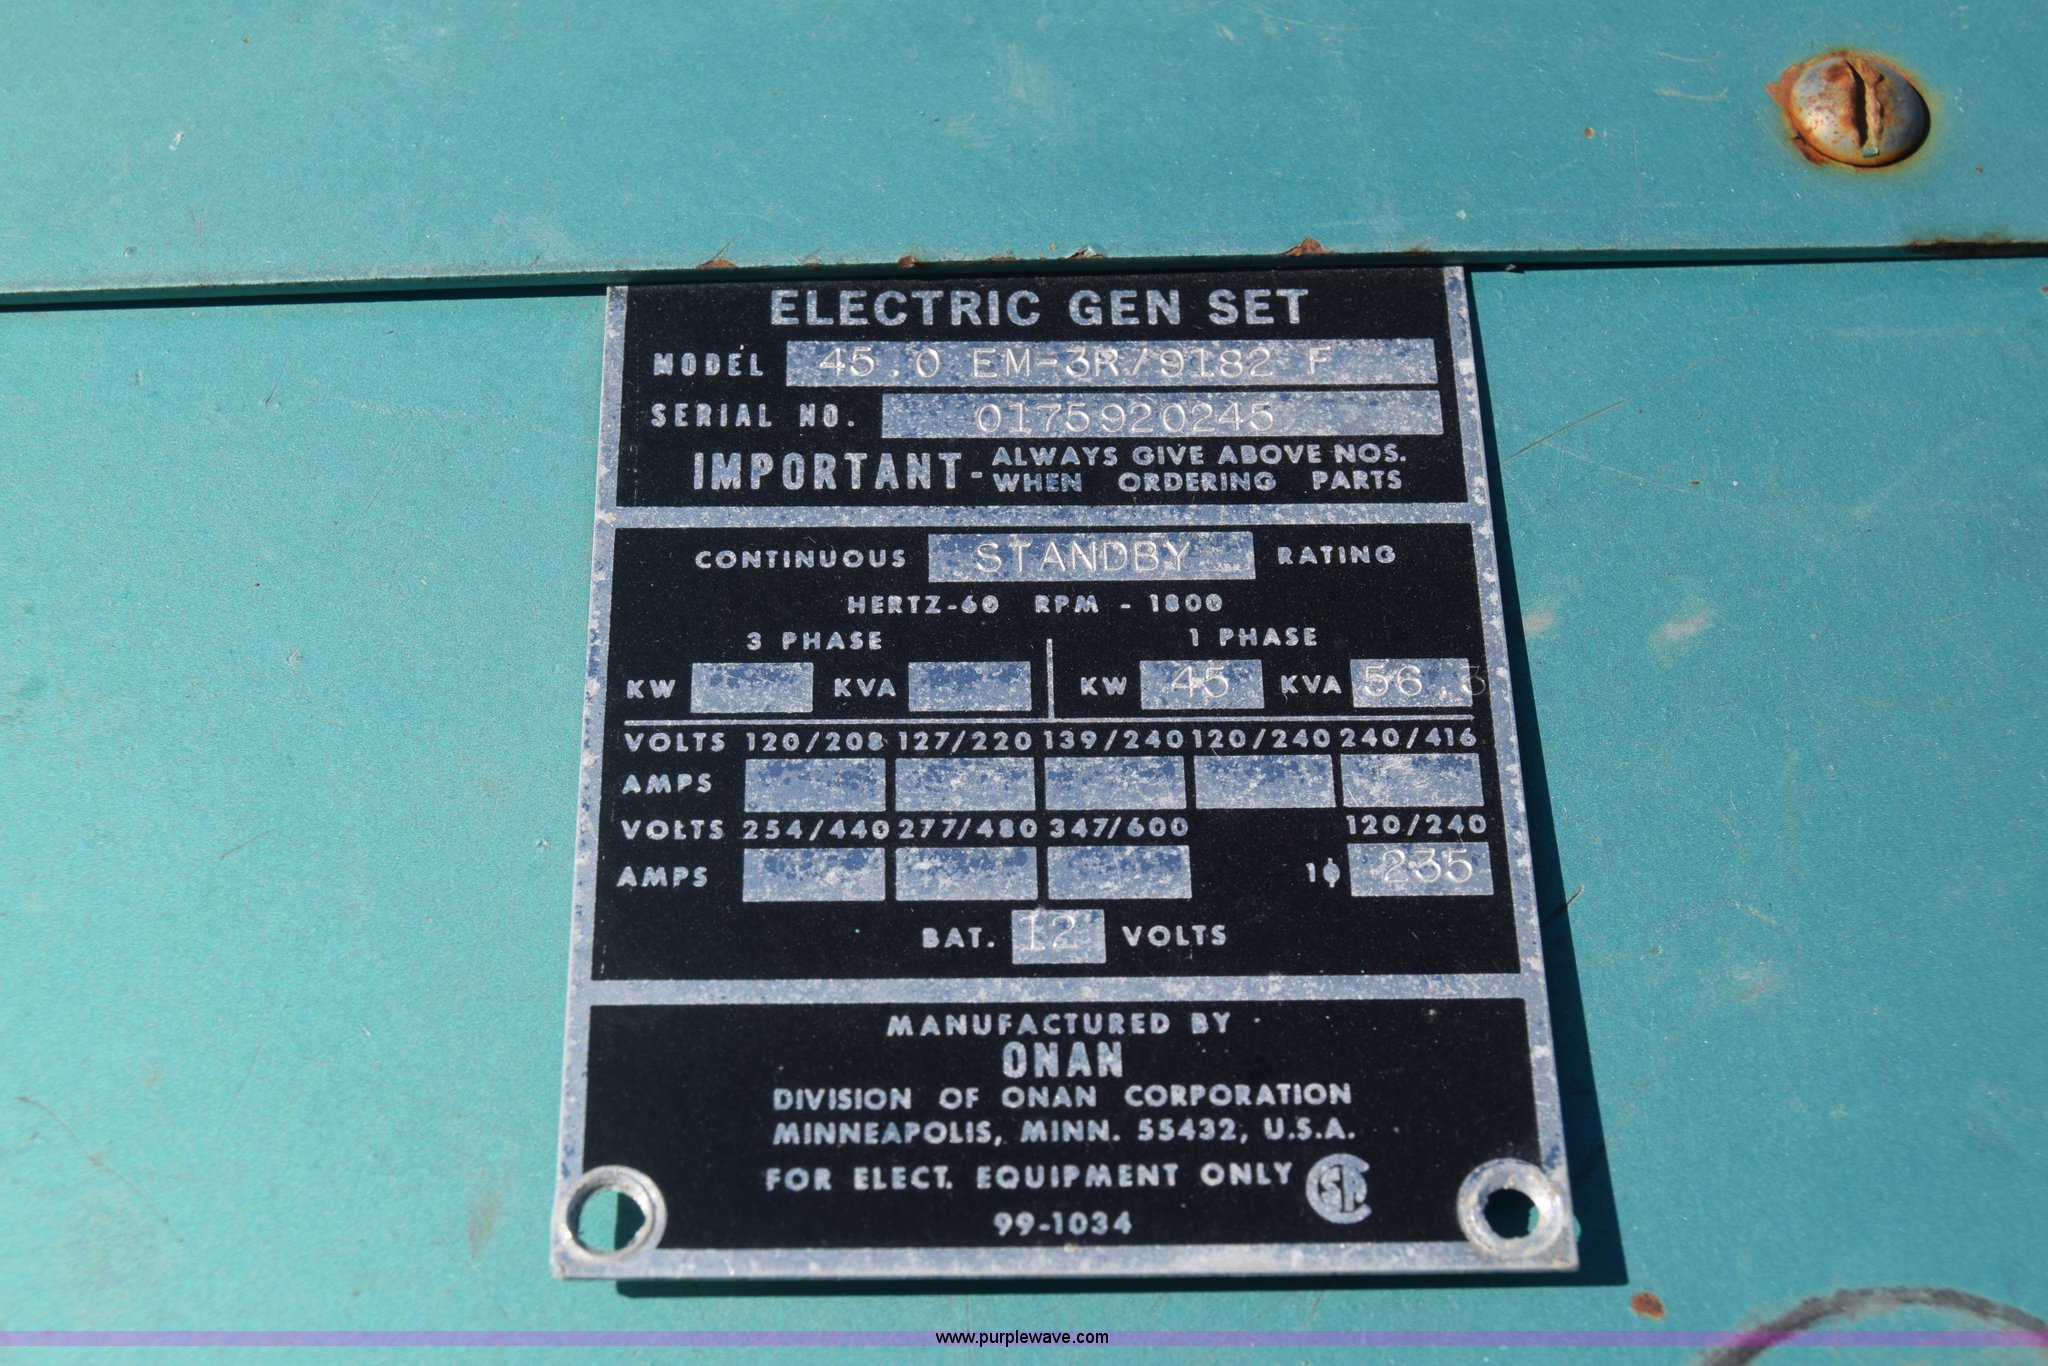 ELECTRIC GEN SET
MODEL 45.0 EM-3R/9182 F
SERIAL NO. 0175920245
IMPORTANT- ALWAYS GIVE ABOVE NOS.
WHEN ORDERING PARTS
CONTINUOUS STANDBY RATING
HERTZ-60 RPM - 1800
3 PHASE 1 PHASE
KW KVA KW 45 KVA 56.3
VOLTS 120/208 127/220 139/240 120/240 240/416
AMPS
VOLTS 254/440 277/480 347/600 120/240
AMPS 1ϕ 235
BAT. 12 VOLTS
MANUFACTURED BY
ONAN
DIVISION OF ONAN CORPORATION
MINNEAPOLIS, MINN. 55432, U.S.A.
FOR ELECT. EQUIPMENT ONLY CSA
99-1034
www.purplewave.com